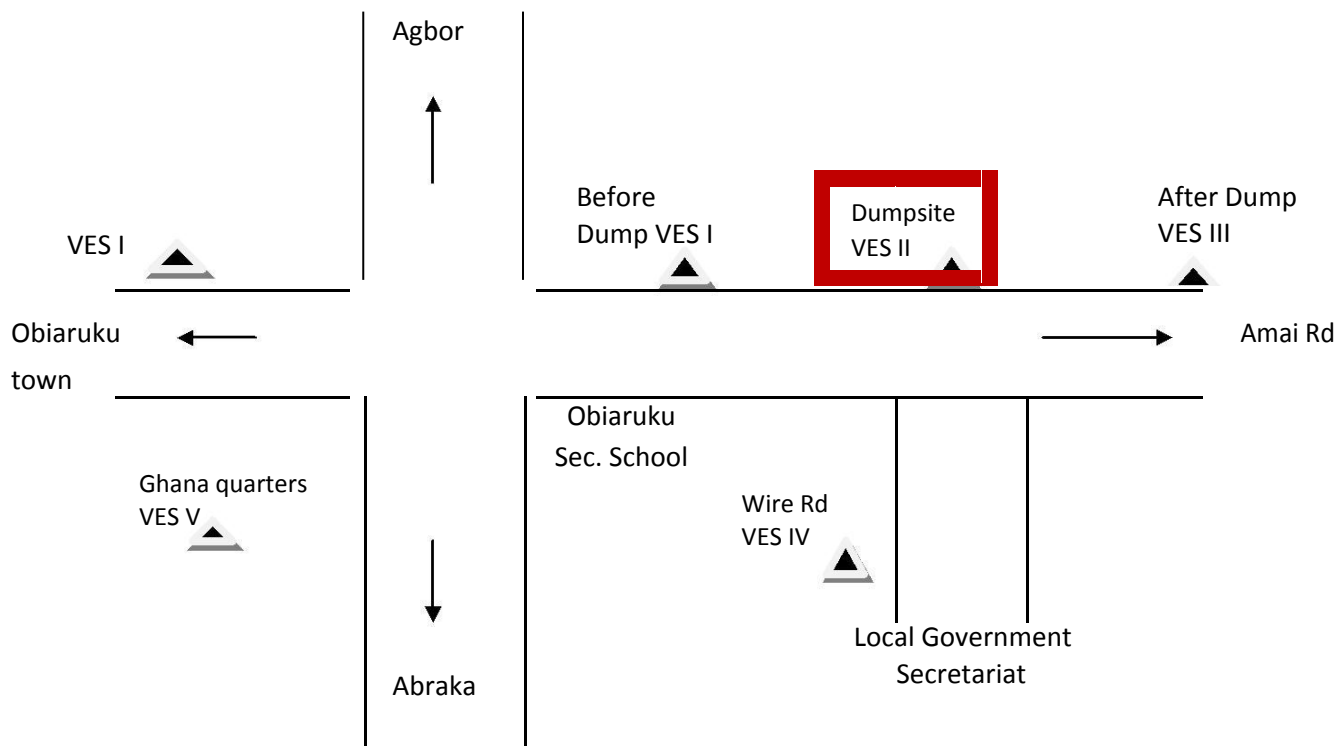 Agbor
Before
Dump VES I
Dumpsite
VES II
After Dump
VES III
VES I
Obiaruku
town
Amai Rd
Obiaruku
Sec. School
Ghana quarters
VES V
Wire Rd
VES IV
Local Government
Secretariat
Abraka